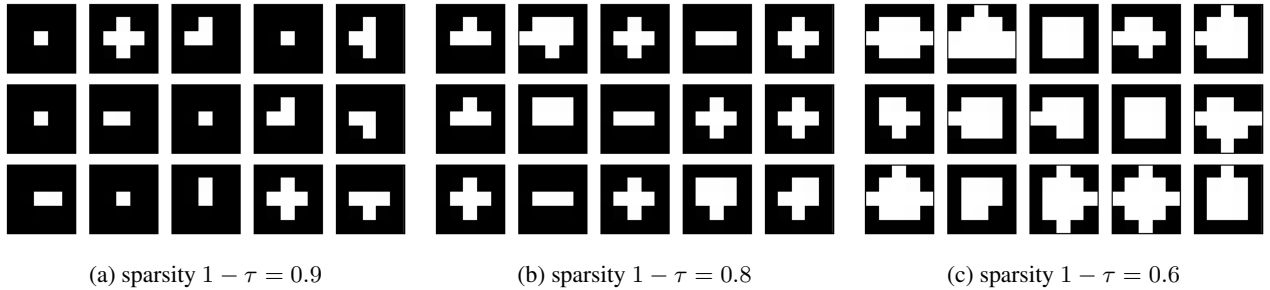 (a) sparsity 1 − τ = 0.9
(b) sparsity 1 − τ = 0.8
(c) sparsity 1 − τ = 0.6